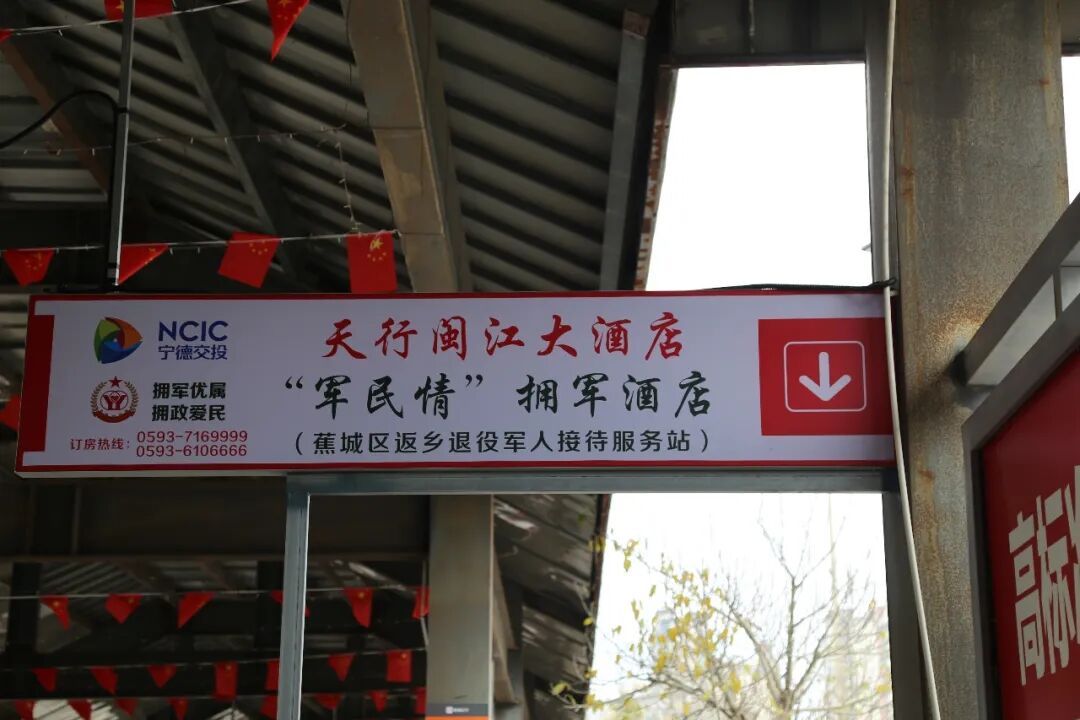 NCIC
宁德交投
拥军优属
拥政爱民
订房热线：0593-7169999
0593-6106666
天行闽江大酒店
“军民情”拥军酒店
（蕉城区返乡退役军人接待服务站）
高标